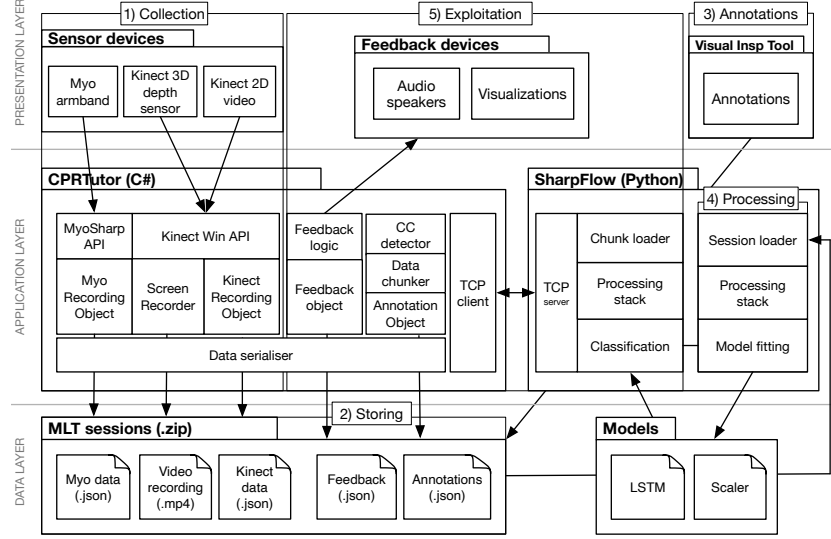 1) Collection
5) Exploitation
3) Annotations
PRESENTATION LAYER
Sensor devices
Myo
armband
Kinect 3D
depth
sensor
Kinect 2D
video
Feedback devices
Audio
speakers
Visualizations
Visual Insp Tool
Annotations
APPLICATION LAYER
CPRTutor (C#)
MyoSharp
API
Kinect Win API
Myo
Recording
Object
Screen
Recorder
Kinect
Recording
Object
Feedback
logic
Feedback
object
CC
detector
Data
chunker
Annotation
Object
TCP
client
Data serialiser
SharpFlow (Python)
TCP
server
Chunk loader
Processing
stack
Classification
4) Processing
Session loader
Processing
stack
Model fitting
DATA LAYER
2) Storing
MLT sessions (.zip)
Myo data
(.json)
Video
recording
(.mp4)
Kinect
data
(.json)
Feedback
(.json)
Annotations
(.json)
Models
LSTM
Scaler